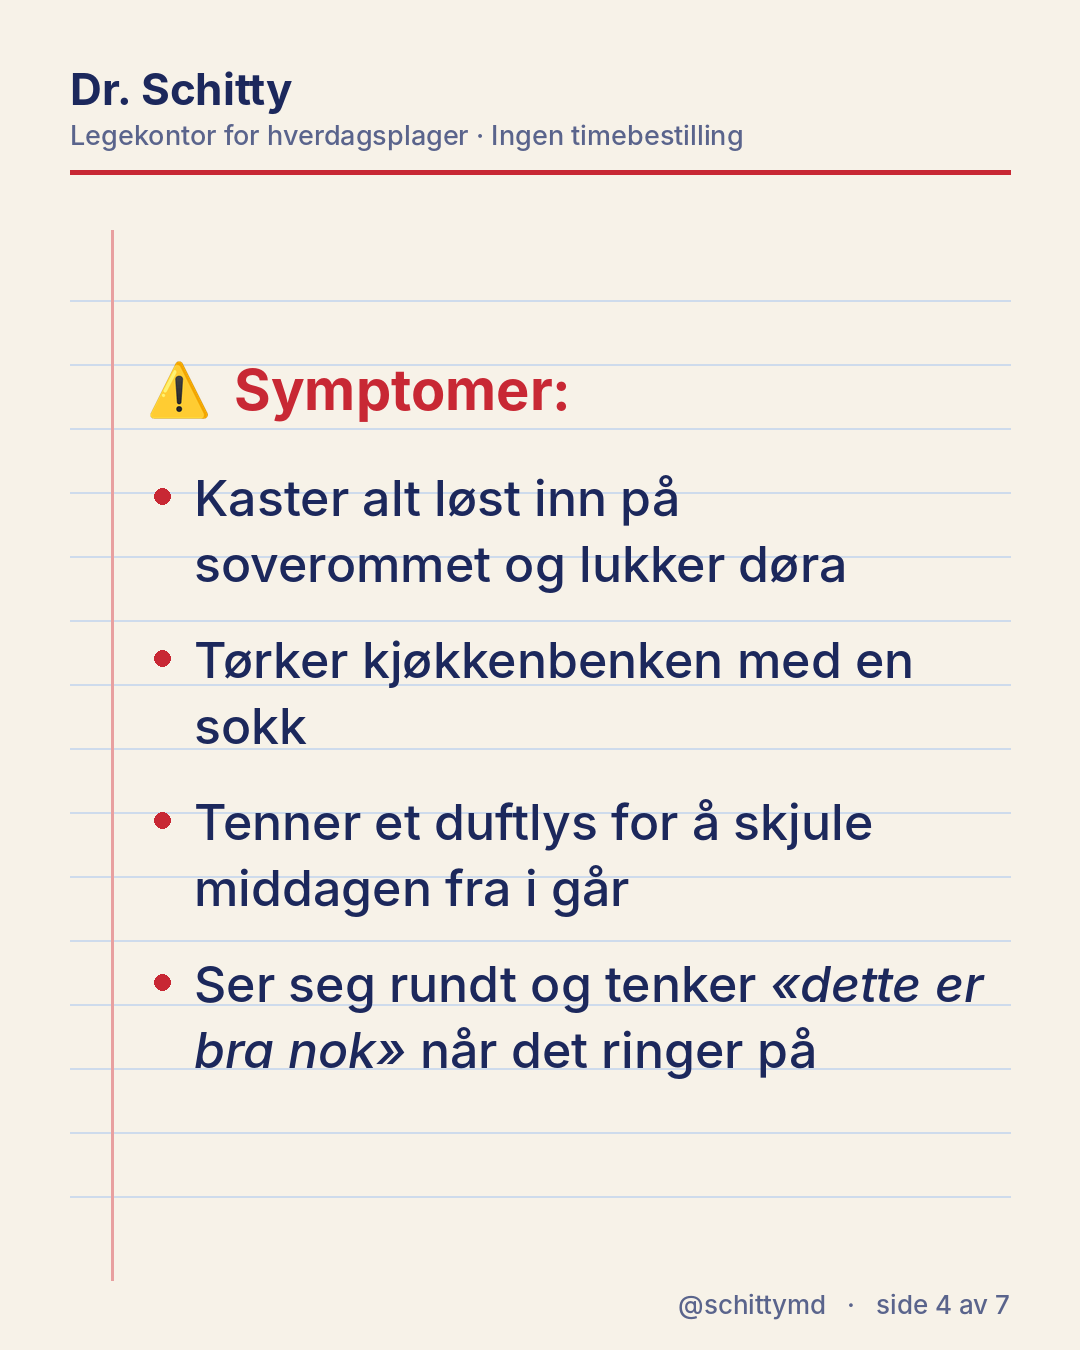 Dr. Schitty
Legekontor for hverdagsplager · Ingen timebestilling
⚠️ Symptomer:
• Kaster alt løst inn på
soverommet og lukker døra
• Tørker kjøkkenbenken med en
sokk
• Tenner et duftlys for å skjule
middagen fra i går
• Ser seg rundt og tenker «dette er
bra nok» når det ringer på
@schittymd · side 4 av 7